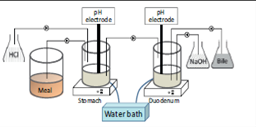 pH
electrode
pH
electrode
HCl
Meal
NaOH
Bile
Stomach
Duodenum
Water bath